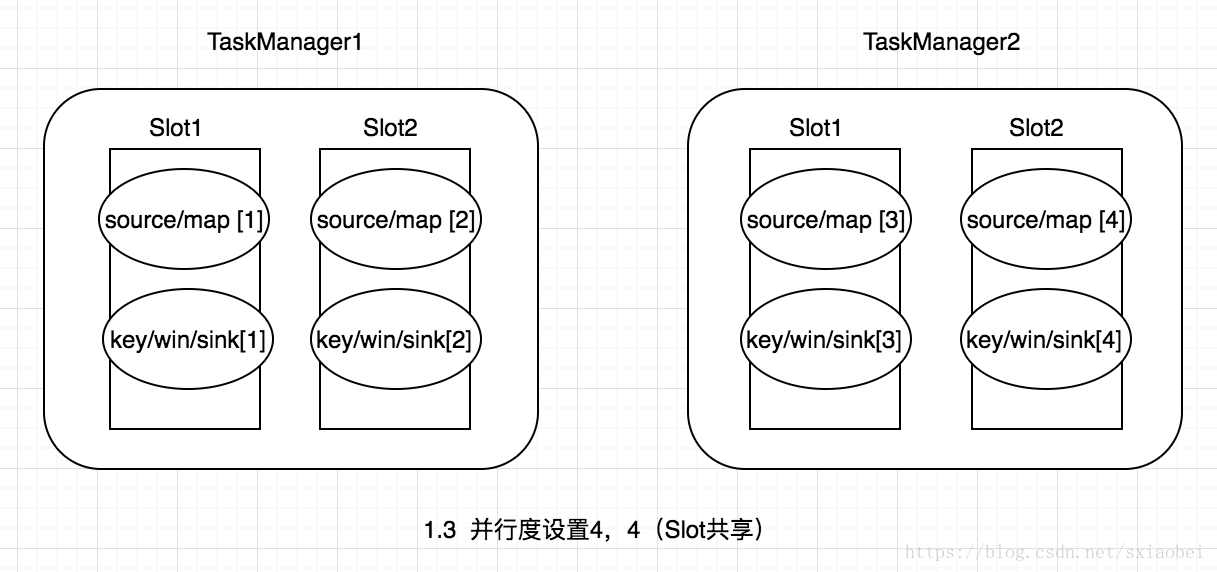 TaskManager1 TaskManager2
Slot1 Slot2 Slot1 Slot2
source/map [1] source/map [2] source/map [3] source/map [4]
key/win/sink[1] key/win/sink[2] key/win/sink[3] key/win/sink[4]
1.3 并行度设置4，4（Slot共享）
https://blog.csdn.net/sxiaobei